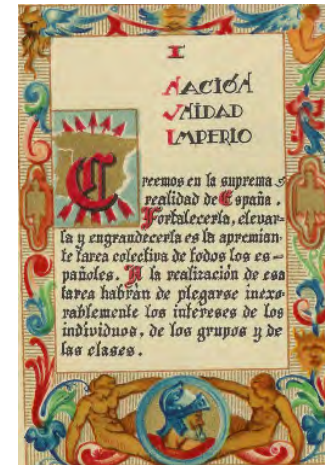 I
NACIÓN
VNIDAD
IMPERIO
Creemos en la suprema
realidad de España.
Fortalecerla, elevar-
la y engrandecerla es la apremian-
te tarea colectiva de todos los es-
pañoles. A la realización de esa
tarea habrán de plegarse inexo-
rablemente los intereses de los
individuos, de los grupos y de
las clases.